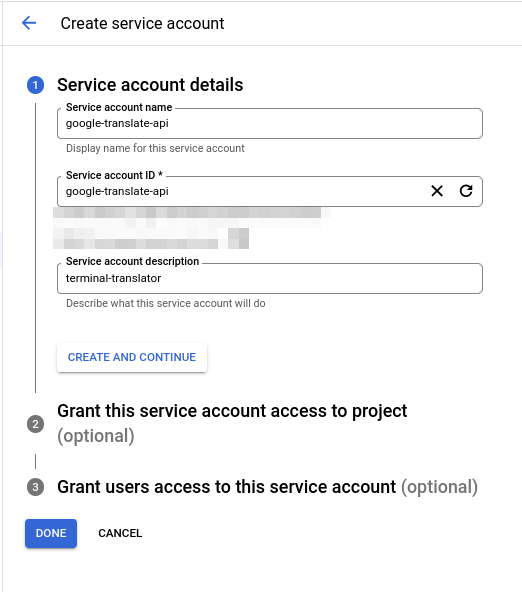 Create service account
1 Service account details
Service account name
google-translate-api
Display name for this service account
Service account ID *
google-translate-api
Service account description
terminal-translator
Describe what this service account will do
CREATE AND CONTINUE
2 Grant this service account access to project
(optional)
3 Grant users access to this service account (optional)
DONE CANCEL